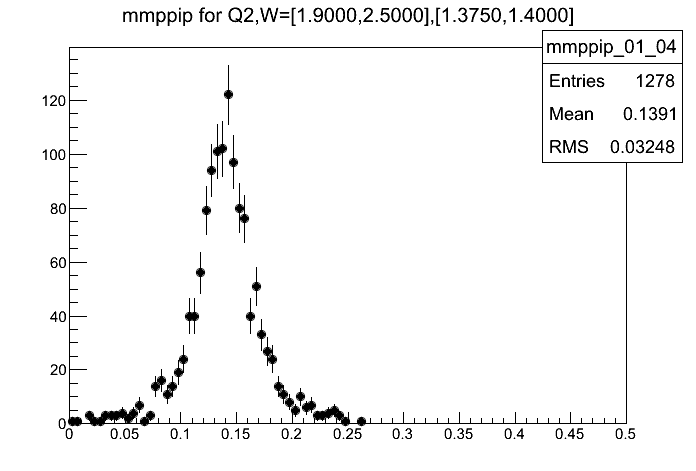 mmppip for Q2,W=[1.9000,2.5000],[1.3750,1.4000]
mmppip_01_04
Entries 1278
Mean 0.1391
RMS 0.03248
120
100
80
60
40
20
0
0 0.05 0.1 0.15 0.2 0.25 0.3 0.35 0.4 0.45 0.5